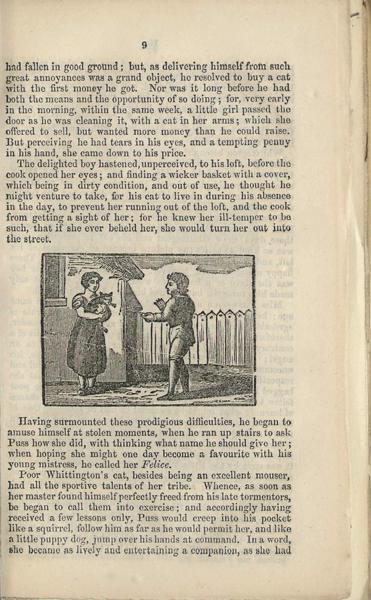 9
had fallen in good ground; but, as delivering himself from such
great annoyances was a grand object, he resolved to buy a cat
with the first money he got. Nor was it long before he had
both the means and the opportunity of so doing; for, very early
in the morning, within the same week, a little girl passed the
door as he was cleaning it, with a cat in her arms; which she
offered to sell, but wanted more money than he could raise.
But perceiving he had tears in his eyes, and a tempting penny
in his hand, she came down to his price.
The delighted boy hastened, unperceived, to his loft, before the
cook opened her eyes; and finding a wicker basket with a cover,
which being in dirty condition, and out of use, he thought he
might venture to take, for his cat to live in during his absence
in the day, to prevent her running out of the loft, and the cook
from getting a sight of her; for he knew her ill-temper to be
such, that if she ever beheld her, she would turn her out into
the street.
Having surmounted these prodigious difficulties, he began to
amuse himself at stolen moments, when he ran up stairs to ask
Puss how she did, with thinking what name he should give her;
when hoping she might one day become a favourite with his
young mistress, he called her Felice.
Poor Whittington's cat, besides being an excellent mouser,
had all the sportive talents of her tribe. Whence, as soon as
her master found himself perfectly freed from his late tormentors,
he began to call them into exercise; and accordingly having
received a few lessons only, Puss would creep into his pocket
like a squirrel, follow him as far as he would permit her, and like
a little puppy dog, jump over his hands at command. In a word,
she became as lively and entertaining a companion, as she had